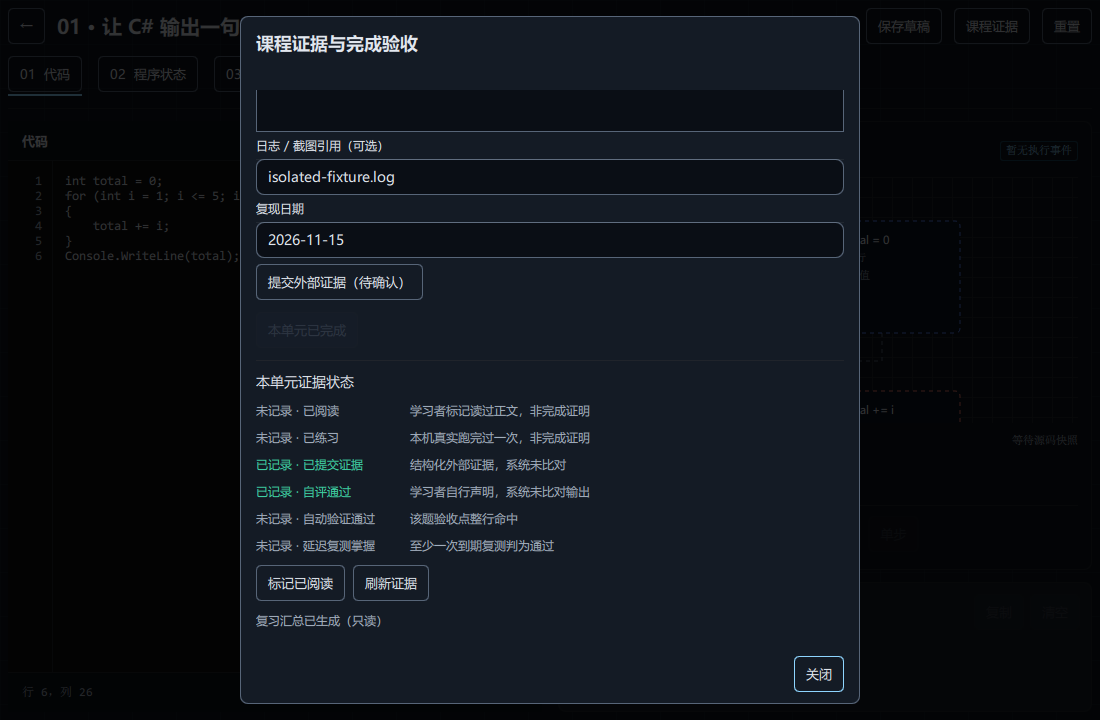 ← 01 · 让 C# 输出一句
保存草稿 课程证据 重置
01 代码 02 程序状态 03
代码
暂无执行事件
1 int total = 0;
2 for (int i = 1; i <= 5; i
3 {
4 total += i;
5 }
6 Console.WriteLine(total);
al = 0
值
al += i
等待源码快照
行 6，列 26
课程证据与完成验收
日志 / 截图引用（可选）
isolated-fixture.log
复现日期
2026-11-15
提交外部证据（待确认）
本单元已完成
本单元证据状态
未记录 · 已阅读 学习者标记读过正文，非完成证明
未记录 · 已练习 本机真实跑完过一次，非完成证明
已记录 · 已提交证据 结构化外部证据，系统未比对
已记录 · 自评通过 学习者自行声明，系统未比对输出
未记录 · 自动验证通过 该题验收点整行命中
未记录 · 延迟复测掌握 至少一次到期复测判为通过
标记已阅读 刷新证据
复习汇总已生成（只读）
关闭